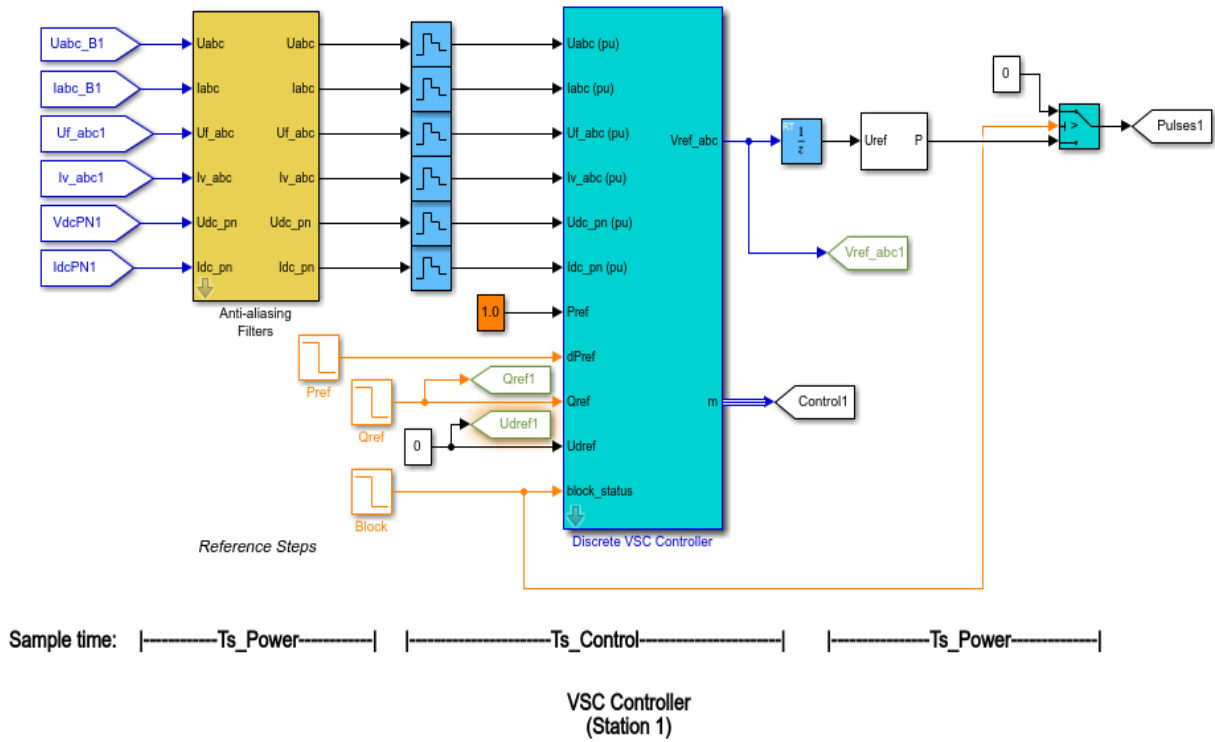 Uabc_B1
Iabc_B1
Uf_abc1
Iv_abc1
VdcPN1
IdcPN1
Uabc
Iabc
Uf_abc
Iv_abc
Udc_pn
Idc_pn
Uabc
Iabc
Uf_abc
Iv_abc
Udc_pn
Idc_pn
Anti-aliasing
Filters
Uabc (pu)
Iabc (pu)
Uf_abc (pu)
Iv_abc (pu)
Udc_pn (pu)
Idc_pn (pu)
Pref
dPref
Qref
Udref
block_status
Vref_abc
m
Discrete VSC Controller
1.0
Pref
Qref
0
Block
Qref1
Udref1
Reference Steps
RT
1
z
Uref P
0
>
Pulses1
Vref_abc1
Control1
Sample time: |------------Ts_Power------------| |---------------------Ts_Control---------------------| |---------------Ts_Power-------------|
VSC Controller
(Station 1)